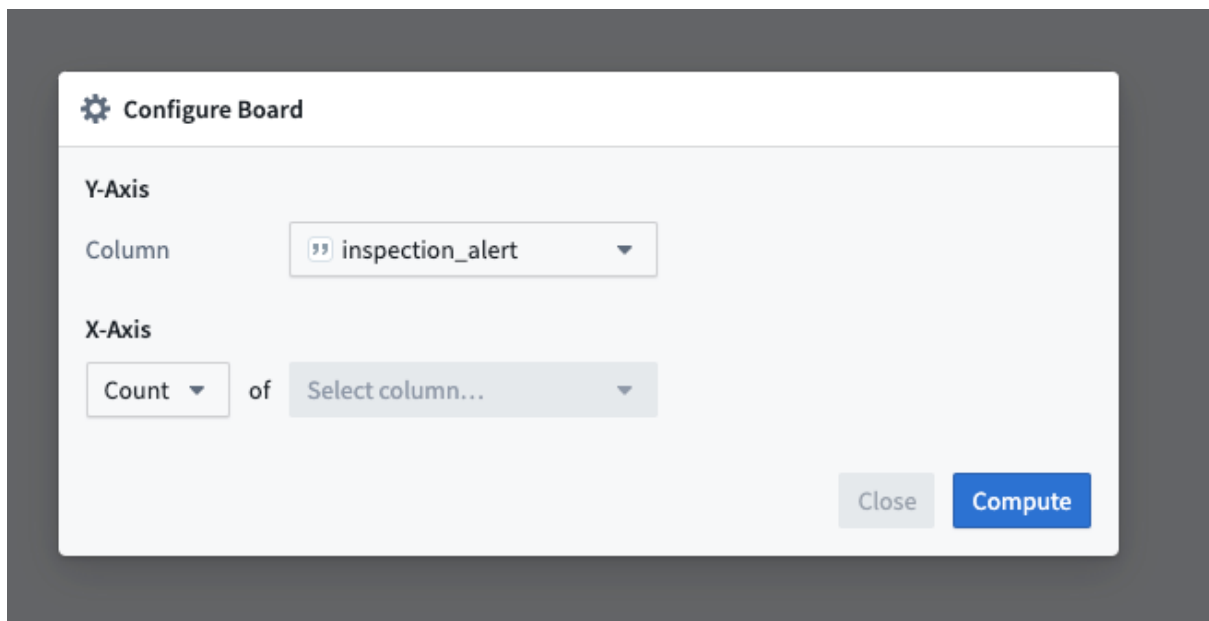 Configure Board
Y-Axis
Column inspection_alert
X-Axis
Count of Select column...
Close Compute